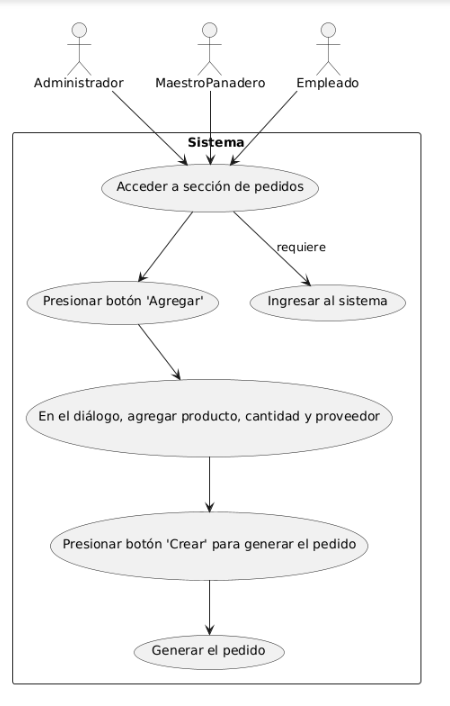 Administrador
MaestroPanadero
Empleado
Sistema
Acceder a sección de pedidos
requiere
Presionar botón 'Agregar'
Ingresar al sistema
En el diálogo, agregar producto, cantidad y proveedor
Presionar botón 'Crear' para generar el pedido
Generar el pedido